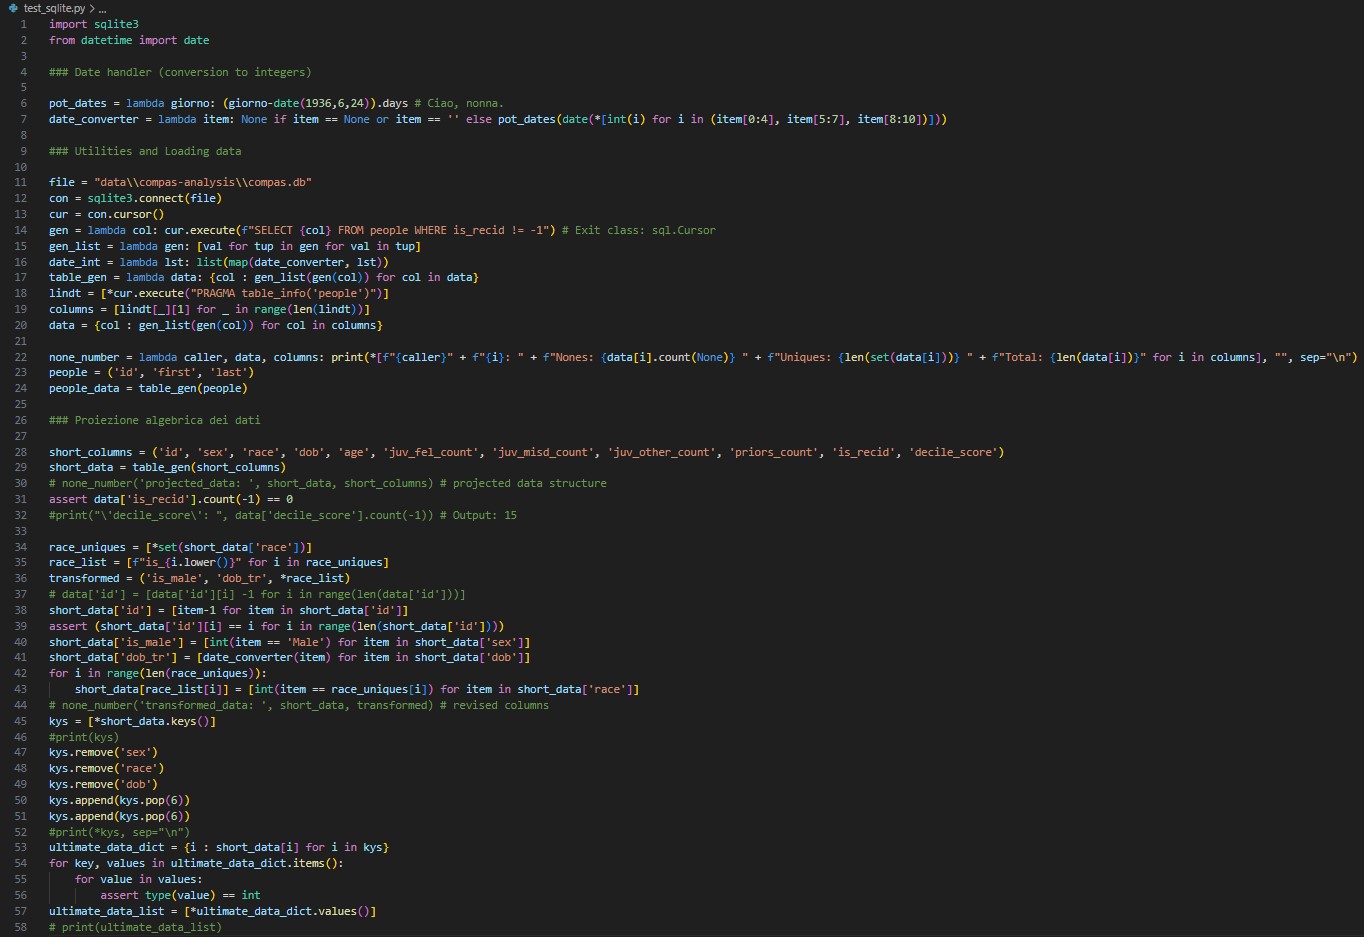 test_sqlite.py > ...
1 import sqlite3
2 from datetime import date
3
4 ### Date handler (conversion to integers)
5
6 pot_dates = lambda giorno: (giorno-date(1936,6,24)).days # Ciao, nonna.
7 date_converter = lambda item: None if item == None or item == '' else pot_dates(date(*[int(i) for i in (item[0:4], item[5:7], item[8:10])]))
8
9 ### Utilities and Loading data
10
11 file = "data\\compas-analysis\\compas.db"
12 con = sqlite3.connect(file)
13 cur = con.cursor()
14 gen = lambda col: cur.execute(f"SELECT {col} FROM people WHERE is_recid != -1") # Exit class: sql.Cursor
15 gen_list = lambda gen: [val for tup in gen for val in tup]
16 date_int = lambda lst: list(map(date_converter, lst))
17 table_gen = lambda data: {col : gen_list(gen(col)) for col in data}
18 lindt = [*cur.execute("PRAGMA table_info('people')")]
19 columns = [lindt[_][1] for _ in range(len(lindt))]
20 data = {col : gen_list(gen(col)) for col in columns}
21
22 none_number = lambda caller, data, columns: print(*[f"{caller}" + f"{i}: " + f"Nones: {data[i].count(None)} " + f"Uniques: {len(set(data[i]))} " + f"Total: {len(data[i])}" for i in columns], "", sep="\n")
23 people = ('id', 'first', 'last')
24 people_data = table_gen(people)
25
26 ### Proiezione algebrica dei dati
27
28 short_columns = ('id', 'sex', 'race', 'dob', 'age', 'juv_fel_count', 'juv_misd_count', 'juv_other_count', 'priors_count', 'is_recid', 'decile_score')
29 short_data = table_gen(short_columns)
30 # none_number('projected_data: ', short_data, short_columns) # projected data structure
31 assert data['is_recid'].count(-1) == 0
32 #print("\'decile_score\': ", data['decile_score'].count(-1)) # Output: 15
33
34 race_uniques = [*set(short_data['race'])]
35 race_list = [f"is_{i.lower()}" for i in race_uniques]
36 transformed = ('is_male', 'dob_tr', *race_list)
37 # data['id'] = [data['id'][i] -1 for i in range(len(data['id']))]
38 short_data['id'] = [item-1 for item in short_data['id']]
39 assert (short_data['id'][i] == i for i in range(len(short_data['id'])))
40 short_data['is_male'] = [int(item == 'Male') for item in short_data['sex']]
41 short_data['dob_tr'] = [date_converter(item) for item in short_data['dob']]
42 for i in range(len(race_uniques)):
43     short_data[race_list[i]] = [int(item == race_uniques[i]) for item in short_data['race']]
44 # none_number('transformed_data: ', short_data, transformed) # revised columns
45 kys = [*short_data.keys()]
46 #print(kys)
47 kys.remove('sex')
48 kys.remove('race')
49 kys.remove('dob')
50 kys.append(kys.pop(6))
51 kys.append(kys.pop(6))
52 #print(*kys, sep="\n")
53 ultimate_data_dict = {i : short_data[i] for i in kys}
54 for key, values in ultimate_data_dict.items():
55     for value in values:
56         assert type(value) == int
57 ultimate_data_list = [*ultimate_data_dict.values()]
58 # print(ultimate_data_list)